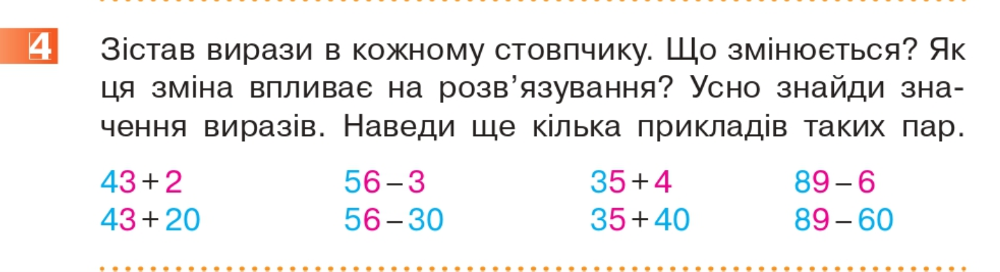 4
Зістав вирази в кожному стовпчику. Що змінюється? Як
ця зміна впливає на розв’язування? Усно знайди зна-
чення виразів. Наведи ще кілька прикладів таких пар.
43 + 2 56 – 3 35 + 4 89 – 6
43 + 20 56 – 30 35 + 40 89 – 60